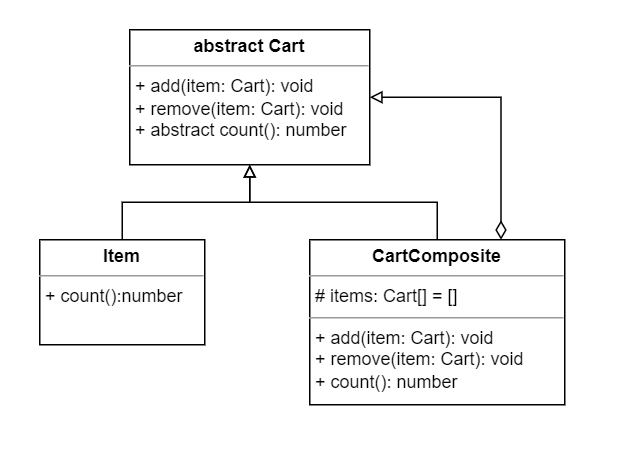 abstract Cart
+ add(item: Cart): void
+ remove(item: Cart): void
+ abstract count(): number
Item
+ count():number
CartComposite
# items: Cart[] = []
+ add(item: Cart): void
+ remove(item: Cart): void
+ count(): number